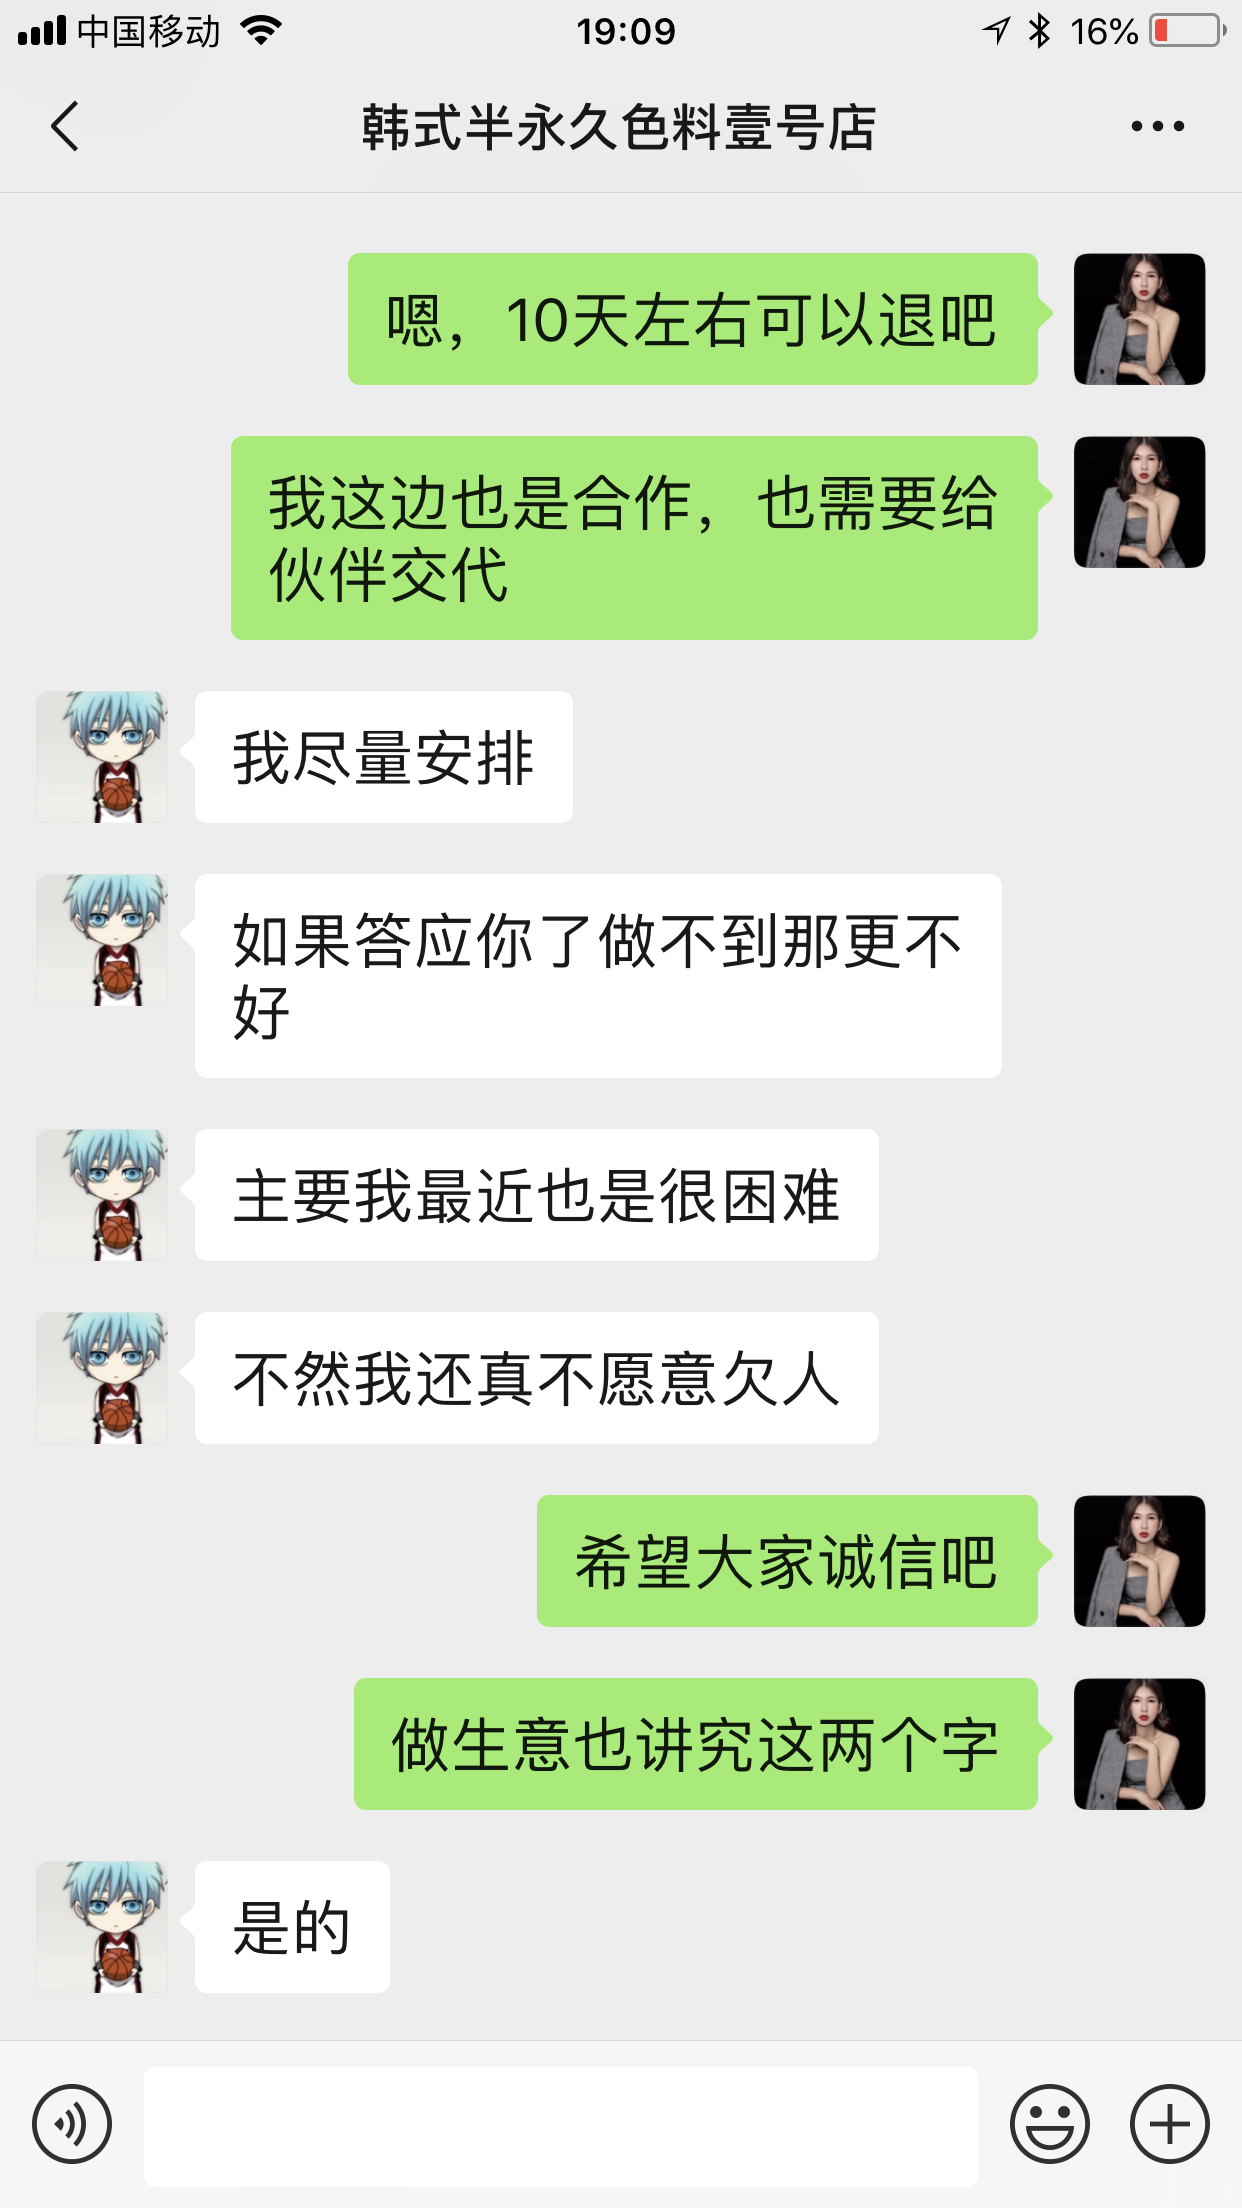 中国移动
19:09
16%
韩式半永久色料壹号店
嗯，10天左右可以退吧
我这边也是合作，也需要给
伙伴交代
我尽量安排
如果答应你了做不到那更不
好
主要我最近也是很困难
不然我还真不愿意欠人
希望大家诚信吧
做生意也讲究这两个字
是的